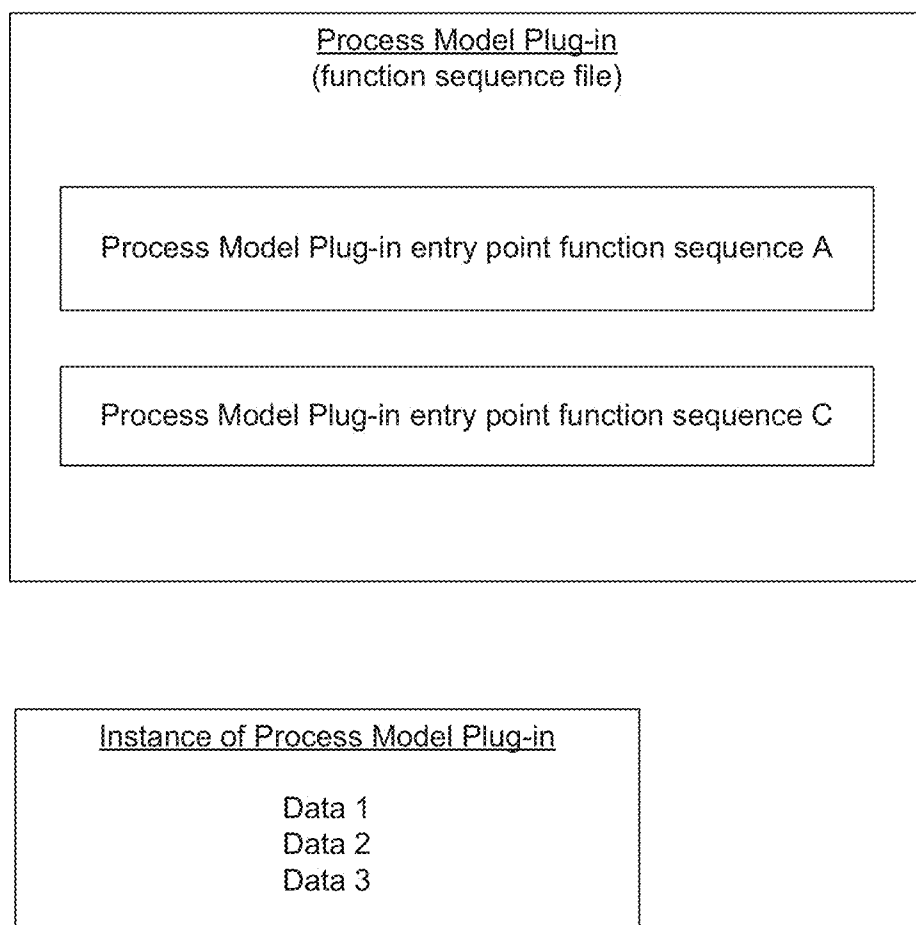 Process Model Plug-in
(function sequence file)
Process Model Plug-in entry point function sequence A
Process Model Plug-in entry point function sequence C
Instance of Process Model Plug-in
Data 1
Data 2
Data 3